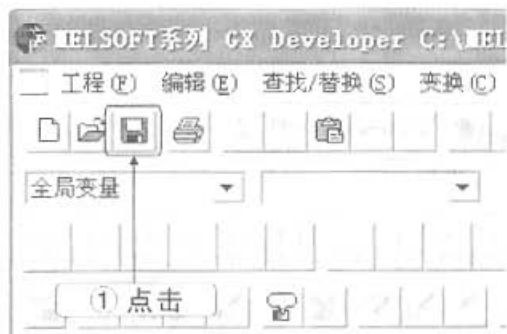 MELSOFT系列 GX Developer C:\MEL
工程(F) 编辑(E) 查找/替换(S) 变换(C)
全局变量
① 点击